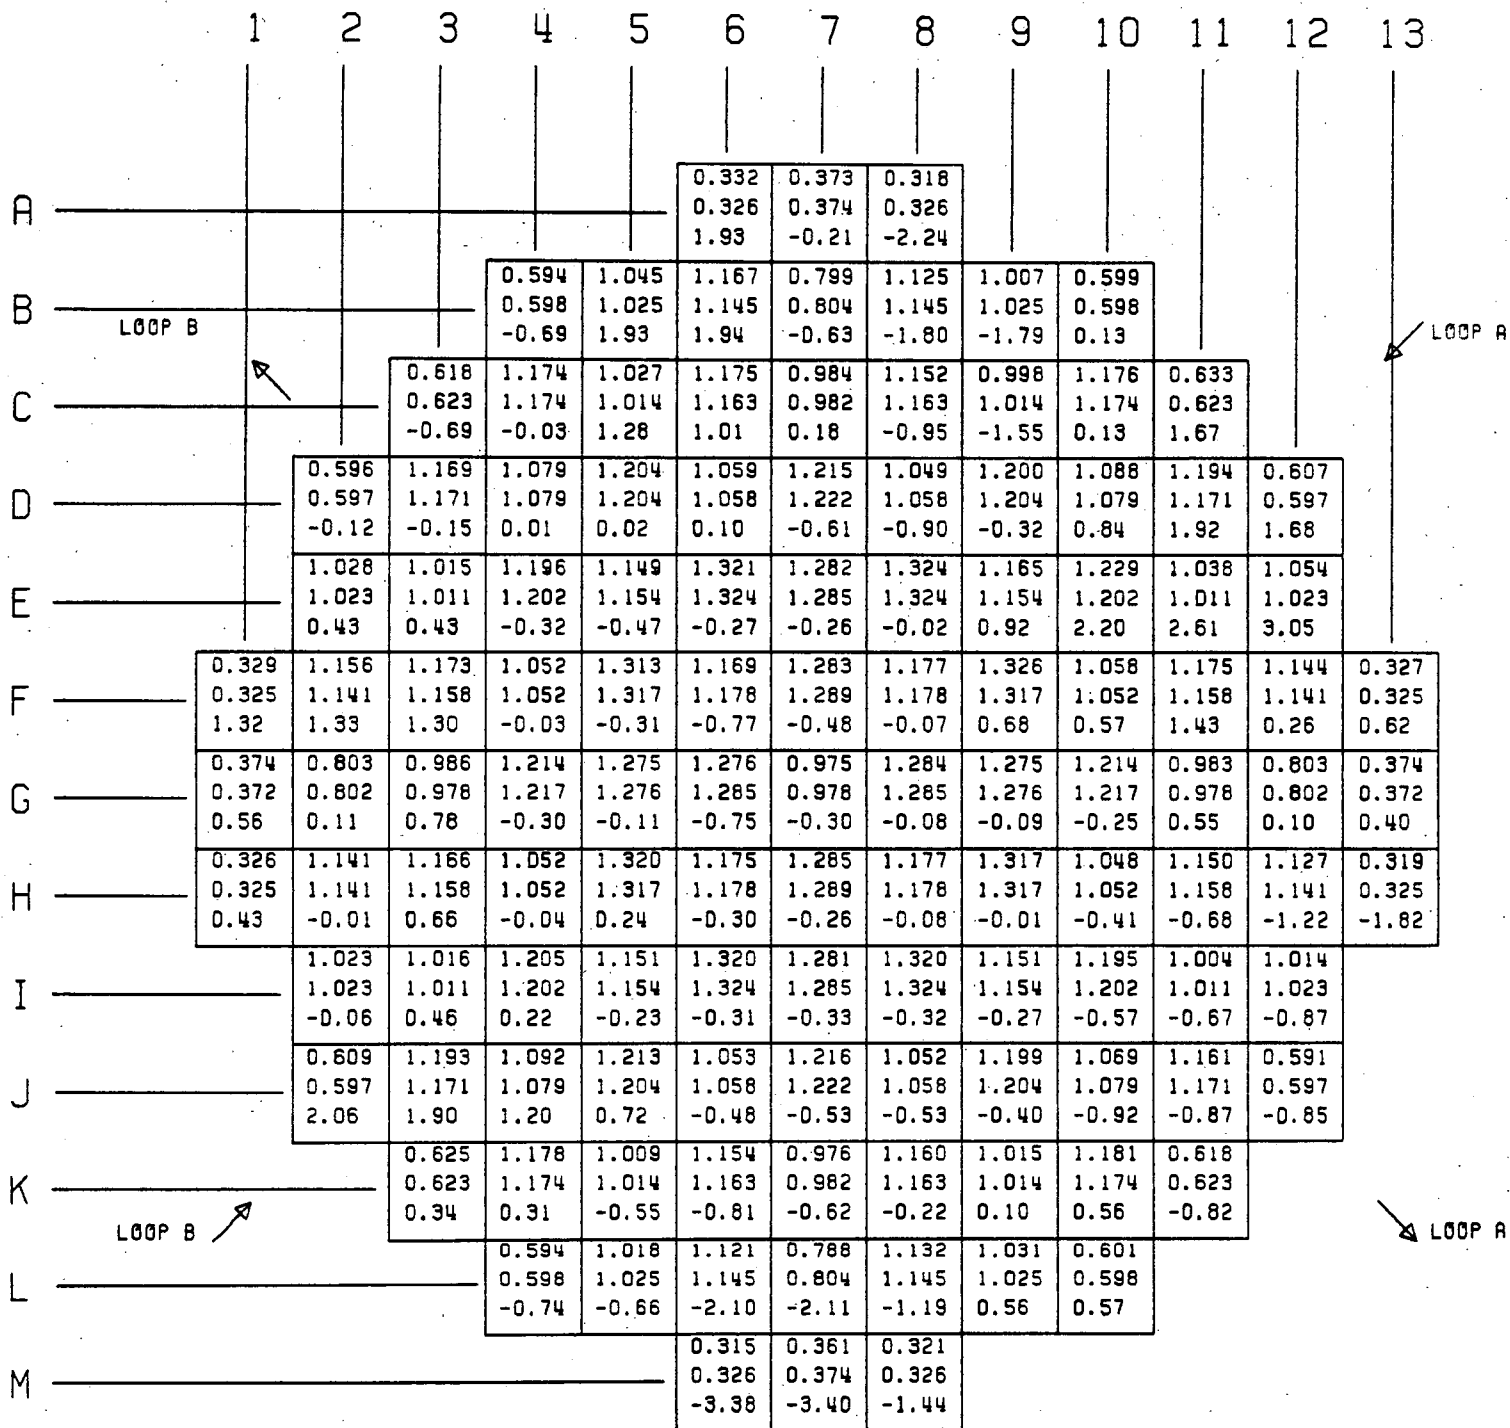 1 2 3 4 5 6 7 8 9 10 11 12 13
0.332 0.373 0.318
A 0.326 0.374 0.326
1.93 -0.21 -2.24
0.594 1.045 1.167 0.799 1.125 1.007 0.599
B 0.598 1.025 1.145 0.804 1.145 1.025 0.598
LOOP B -0.69 1.93 1.94 -0.63 -1.80 -1.79 0.13 LOOP A
0.618 1.174 1.027 1.175 0.984 1.152 0.998 1.176 0.633
C 0.623 1.174 1.014 1.163 0.982 1.163 1.014 1.174 0.623
-0.69 -0.03 1.28 1.01 0.18 -0.95 -1.55 0.13 1.67
0.596 1.169 1.079 1.204 1.059 1.215 1.049 1.200 1.088 1.194 0.607
D 0.597 1.171 1.079 1.204 1.058 1.222 1.058 1.204 1.079 1.171 0.597
-0.12 -0.15 0.01 0.02 0.10 -0.61 -0.90 -0.32 0.84 1.92 1.68
1.028 1.015 1.196 1.149 1.321 1.282 1.324 1.165 1.229 1.038 1.054
E 1.023 1.011 1.202 1.154 1.324 1.285 1.324 1.154 1.202 1.011 1.023
0.43 0.43 -0.32 -0.47 -0.27 -0.26 -0.02 0.92 2.20 2.61 3.05
0.329 1.156 1.173 1.052 1.313 1.169 1.283 1.177 1.326 1.058 1.175 1.144 0.327
F 0.325 1.141 1.158 1.052 1.317 1.178 1.289 1.178 1.317 1.052 1.158 1.141 0.325
1.32 1.33 1.30 -0.03 -0.31 -0.77 -0.48 -0.07 0.68 0.57 1.43 0.26 0.62
0.374 0.803 0.986 1.214 1.275 1.276 0.975 1.284 1.275 1.214 0.983 0.803 0.374
G 0.372 0.802 0.978 1.217 1.276 1.285 0.978 1.285 1.276 1.217 0.978 0.802 0.372
0.56 0.11 0.78 -0.30 -0.11 -0.75 -0.30 -0.08 -0.09 -0.25 0.55 0.10 0.40
0.326 1.141 1.166 1.052 1.320 1.175 1.285 1.177 1.317 1.048 1.150 1.127 0.319
H 0.325 1.141 1.158 1.052 1.317 1.178 1.289 1.178 1.317 1.052 1.158 1.141 0.325
0.43 -0.01 0.66 -0.04 0.24 -0.30 -0.26 -0.08 -0.01 -0.41 -0.68 -1.22 -1.82
1.023 1.016 1.205 1.151 1.320 1.281 1.320 1.151 1.195 1.004 1.014
I 1.023 1.011 1.202 1.154 1.324 1.285 1.324 1.154 1.202 1.011 1.023
-0.06 0.46 0.22 -0.23 -0.31 -0.33 -0.32 -0.27 -0.57 -0.67 -0.87
0.609 1.193 1.092 1.213 1.053 1.216 1.052 1.199 1.069 1.161 0.591
J 0.597 1.171 1.079 1.204 1.058 1.222 1.058 1.204 1.079 1.171 0.597
2.06 1.90 1.20 0.72 -0.48 -0.53 -0.53 -0.40 -0.92 -0.87 -0.85
0.625 1.178 1.009 1.154 0.976 1.160 1.015 1.181 0.618
K 0.623 1.174 1.014 1.163 0.982 1.163 1.014 1.174 0.623
LOOP B 0.34 0.31 -0.55 -0.81 -0.62 -0.22 0.10 0.56 -0.82 LOOP A
0.594 1.018 1.121 0.788 1.132 1.031 0.601
L 0.598 1.025 1.145 0.804 1.145 1.025 0.598
-0.74 -0.66 -2.10 -2.11 -1.19 0.56 0.57
0.315 0.361 0.321
M 0.326 0.374 0.326
-3.38 -3.40 -1.44